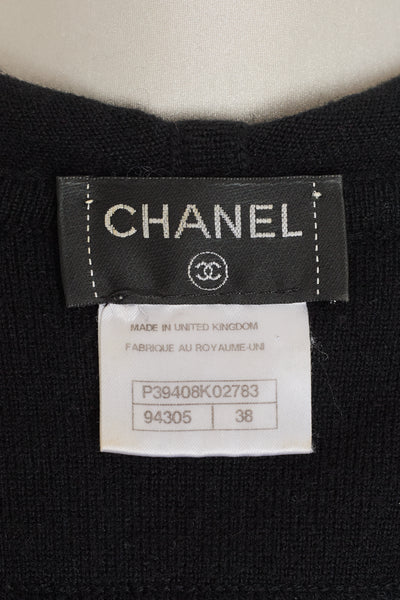 CHANEL
MADE IN UNITED KINGDOM
FABRIQUE AU ROYAUME-UNI
P39408K02783
94305 38